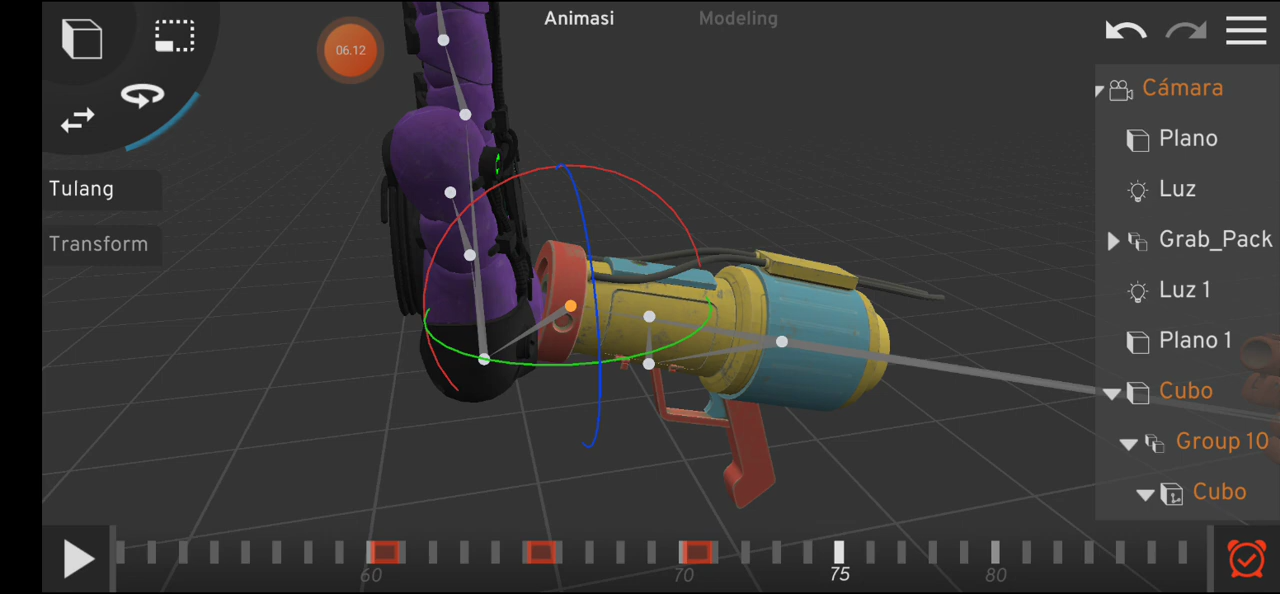 Animasi
Modeling
06.12
Tulang
Transform
Cámara
Plano
Luz
Grab_Pack
Luz 1
Plano 1
Cubo
Group 10
Cubo
60
70
75
80